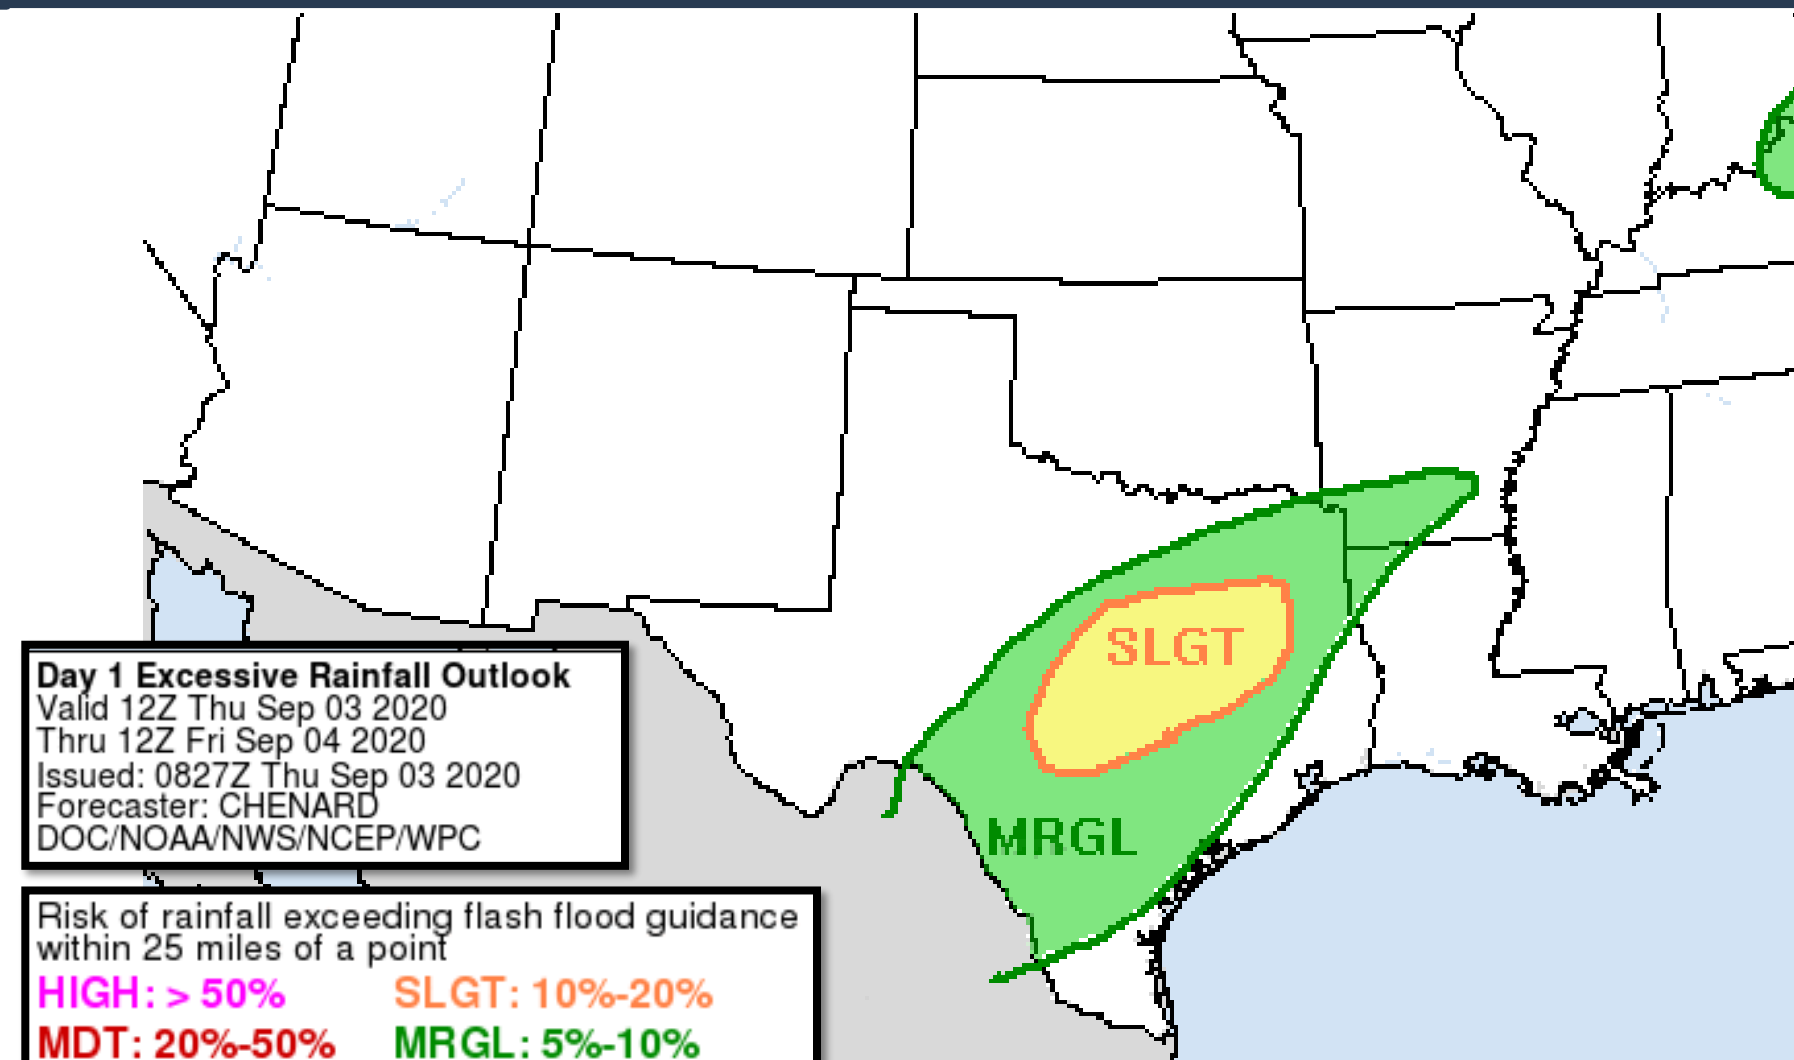 SLGT
MRGL
Day 1 Excessive Rainfall Outlook
Valid 12Z Thu Sep 03 2020
Thru 12Z Fri Sep 04 2020
Issued: 0827Z Thu Sep 03 2020
Forecaster: CHENARD
DOC/NOAA/NWS/NCEP/WPC
Risk of rainfall exceeding flash flood guidance
within 25 miles of a point
HIGH: > 50% SLGT: 10%-20%
MDT: 20%-50% MRGL: 5%-10%